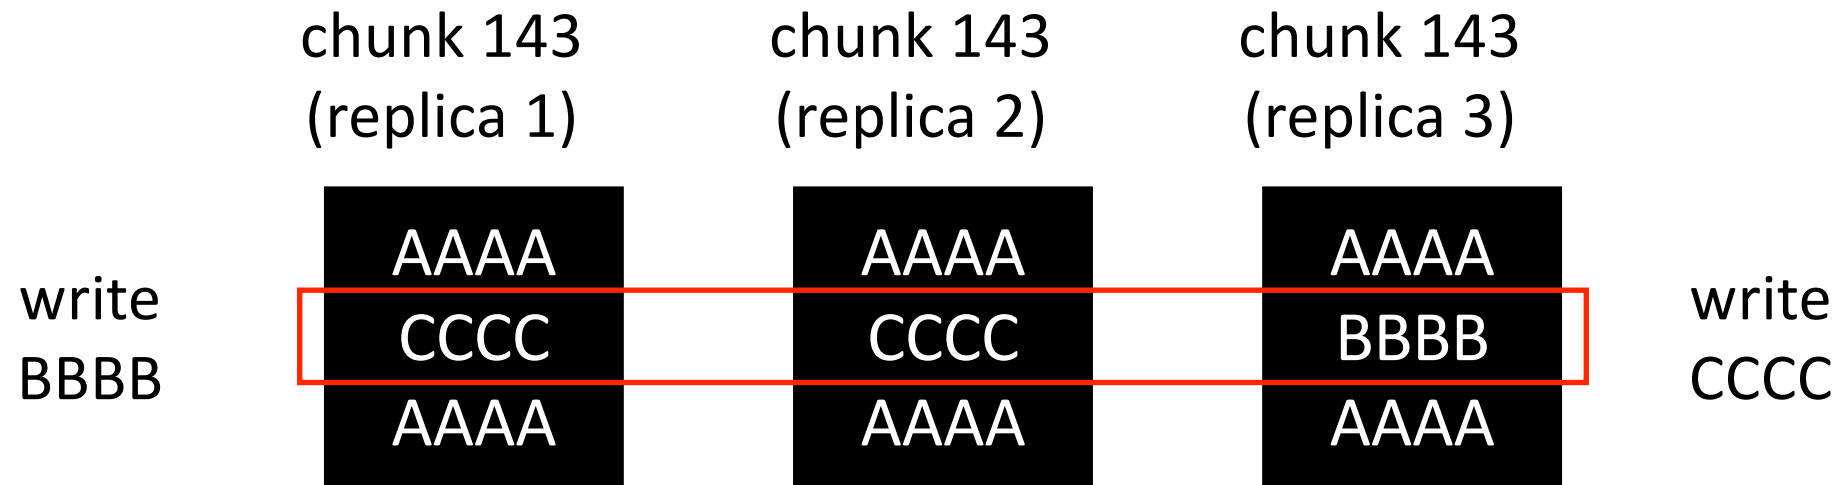 chunk 143
(replica 1)
chunk 143
(replica 2)
chunk 143
(replica 3)
write
BBBB
AAAA
CCCC
AAAA
AAAA
CCCC
AAAA
AAAA
BBBB
AAAA
write
CCCC